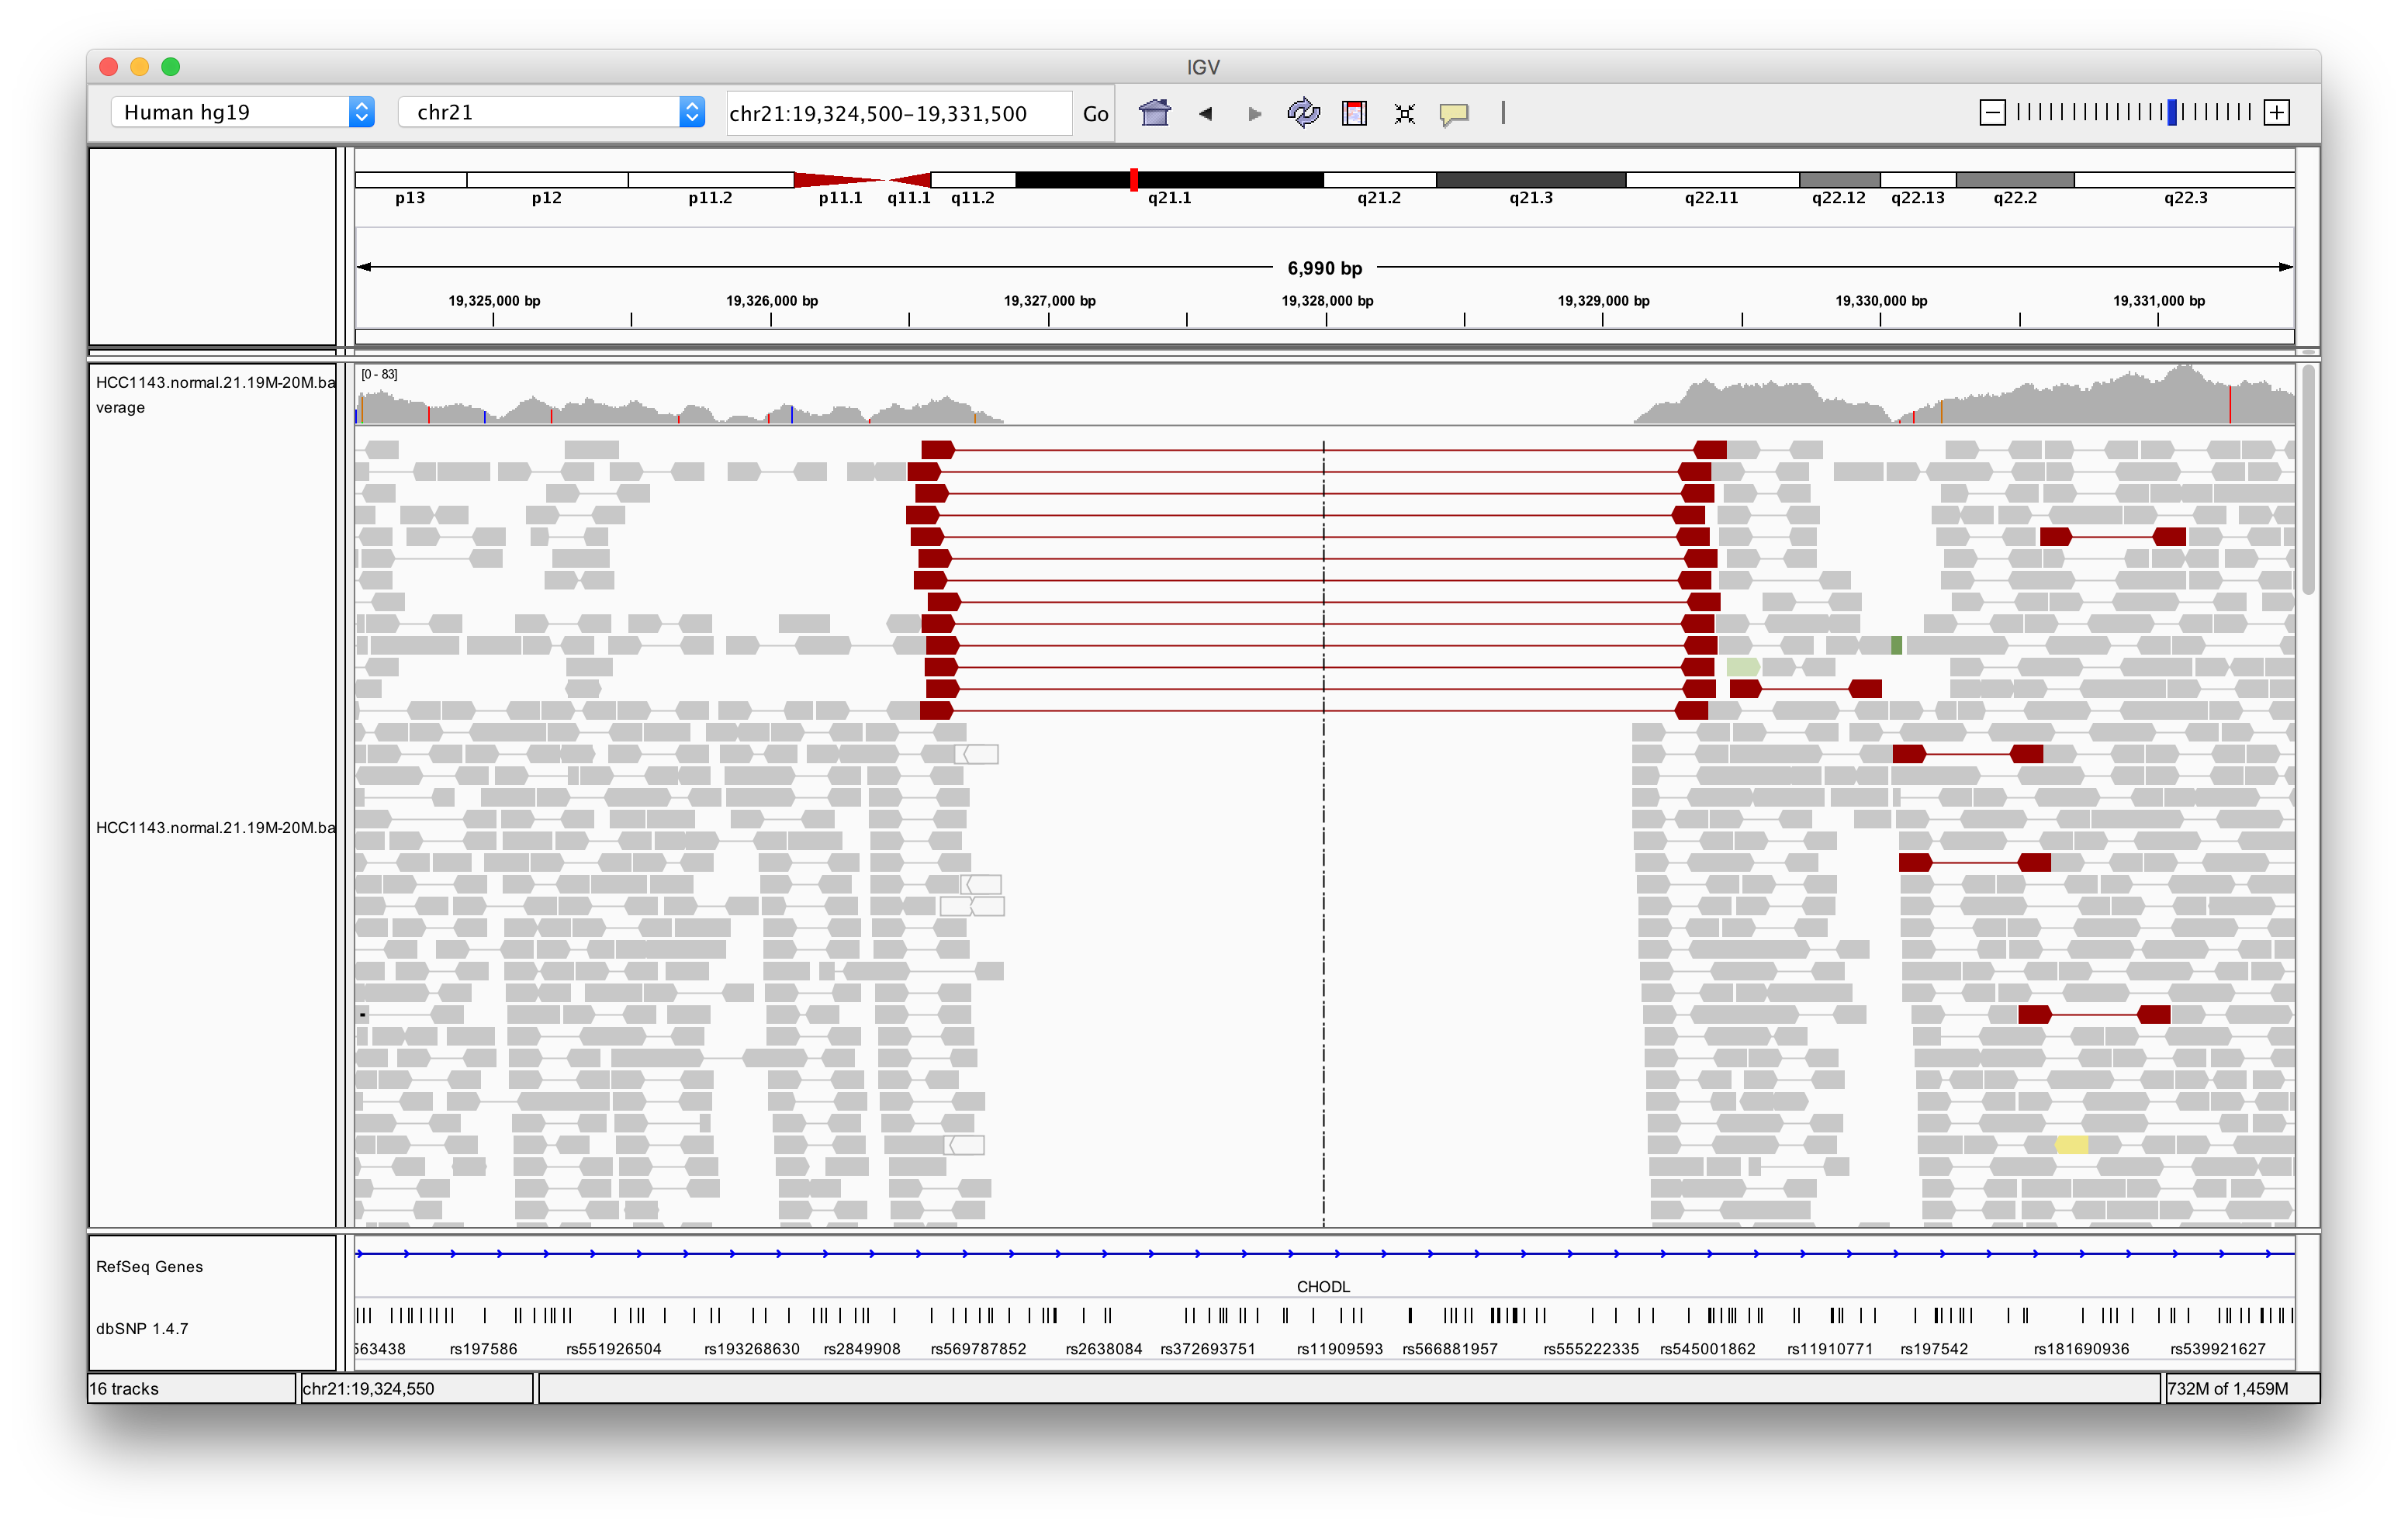 IGV
Human hg19 chr21 chr21:19,324,500-19,331,500 Go
p13 p12 p11.2 p11.1 q11.1 q11.2 q21.1 q21.2 q21.3 q22.11 q22.12 q22.13 q22.2 q22.3
6,990 bp
19,325,000 bp 19,326,000 bp 19,327,000 bp 19,328,000 bp 19,329,000 bp 19,330,000 bp 19,331,000 bp
HCC1143.normal.21.19M-20M.ba
verage
[0 - 83]
HCC1143.normal.21.19M-20M.ba
RefSeq Genes
CHODL
dbSNP 1.4.7
563438 rs197586 rs551926504 rs193268630 rs2849908 rs569787852 rs2638084 rs372693751 rs11909593 rs566881957 rs555222335 rs545001862 rs11910771 rs197542 rs181690936 rs539921627
16 tracks chr21:19,324,550 732M of 1,459M